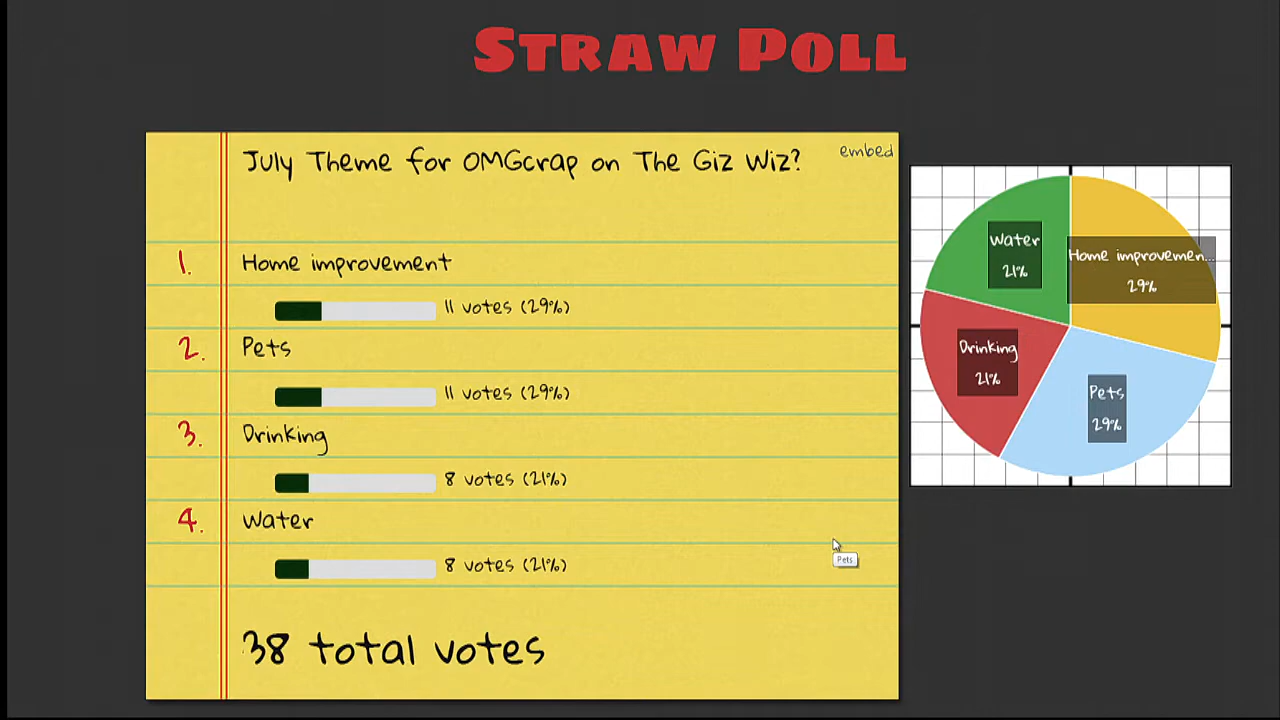 STRAW POLL
July Theme for OMGcrap on The Giz Wiz?
embed
1. Home improvement
11 votes (29%)
2. Pets
11 votes (29%)
3. Drinking
8 votes (21%)
4. Water
8 votes (21%)
38 total votes
Water
21%
Home improvemen...
29%
Drinking
21%
Pets
29%
Pets